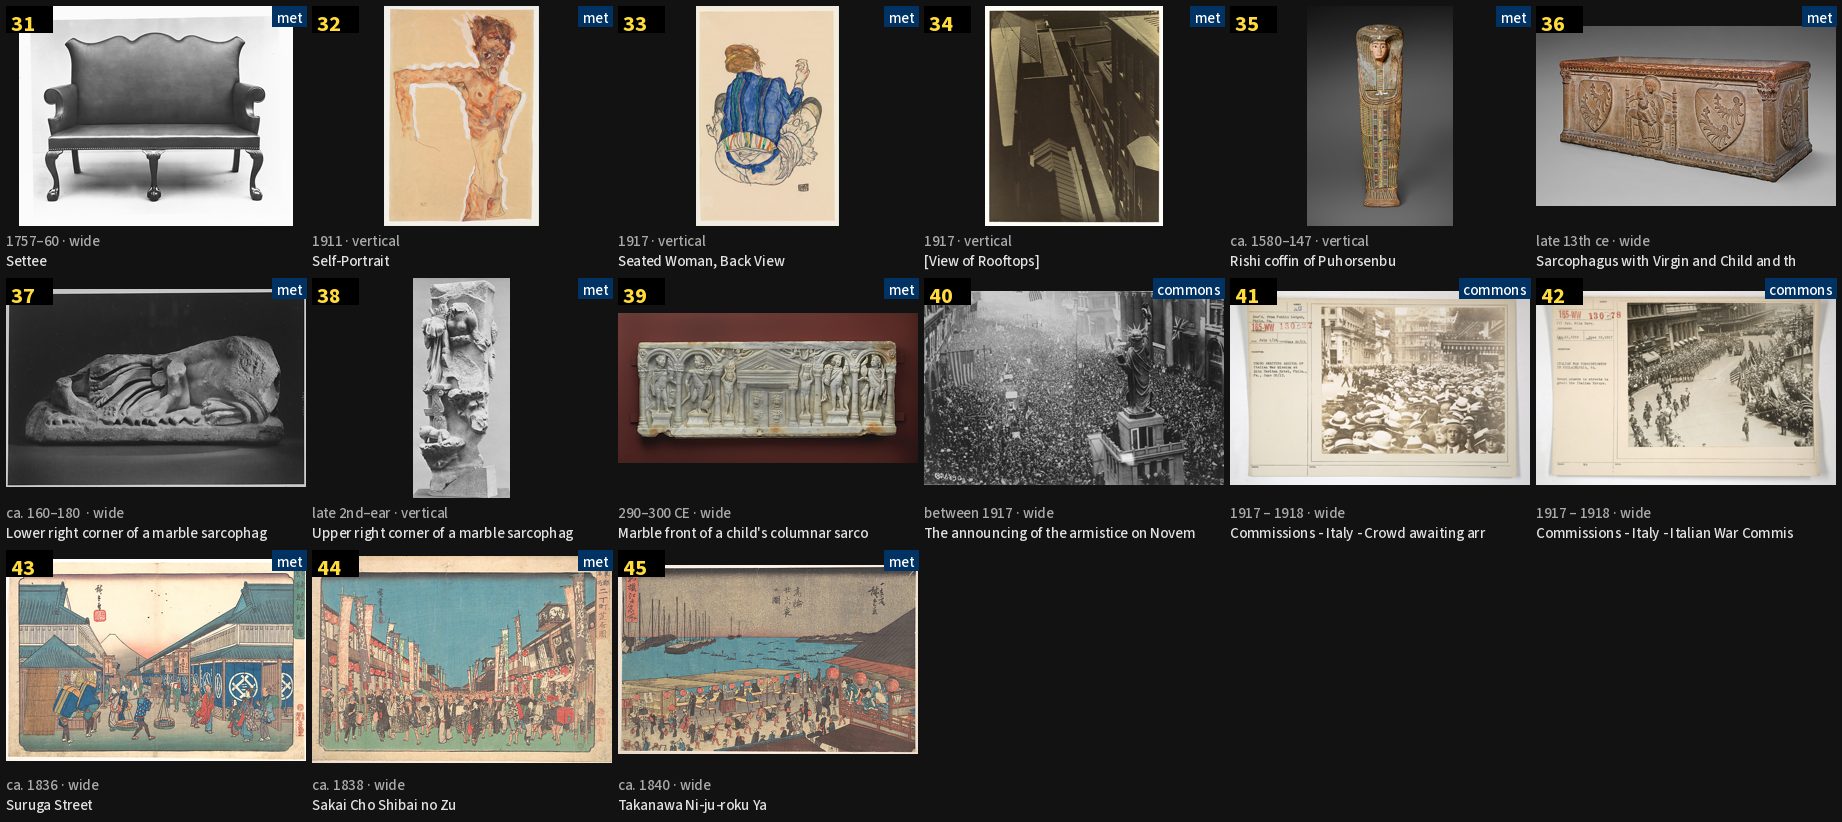 31 met
1757–60 · wide
Settee
32 met
1911 · vertical
Self-Portrait
33 met
1917 · vertical
Seated Woman, Back View
34 met
1917 · vertical
[View of Rooftops]
35 met
ca. 1580–147 · vertical
Rishi coffin of Puhorsenbu
36 met
late 13th ce · wide
Sarcophagus with Virgin and Child and th
37 met
ca. 160–180 · wide
Lower right corner of a marble sarcophag
38 met
late 2nd–ear · vertical
Upper right corner of a marble sarcophag
39 met
290–300 CE · wide
Marble front of a child's columnar sarco
40 commons
between 1917 · wide
The announcing of the armistice on Novem
41 commons
165-WW
1917 – 1918 · wide
Commissions - Italy - Crowd awaiting arr
42 commons
165-WW 130-78
1917 – 1918 · wide
Commissions - Italy - Italian War Commis
43 met
ca. 1836 · wide
Suruga Street
44 met
ca. 1838 · wide
Sakai Cho Shibai no Zu
45 met
ca. 1840 · wide
Takanawa Ni-ju-roku Ya